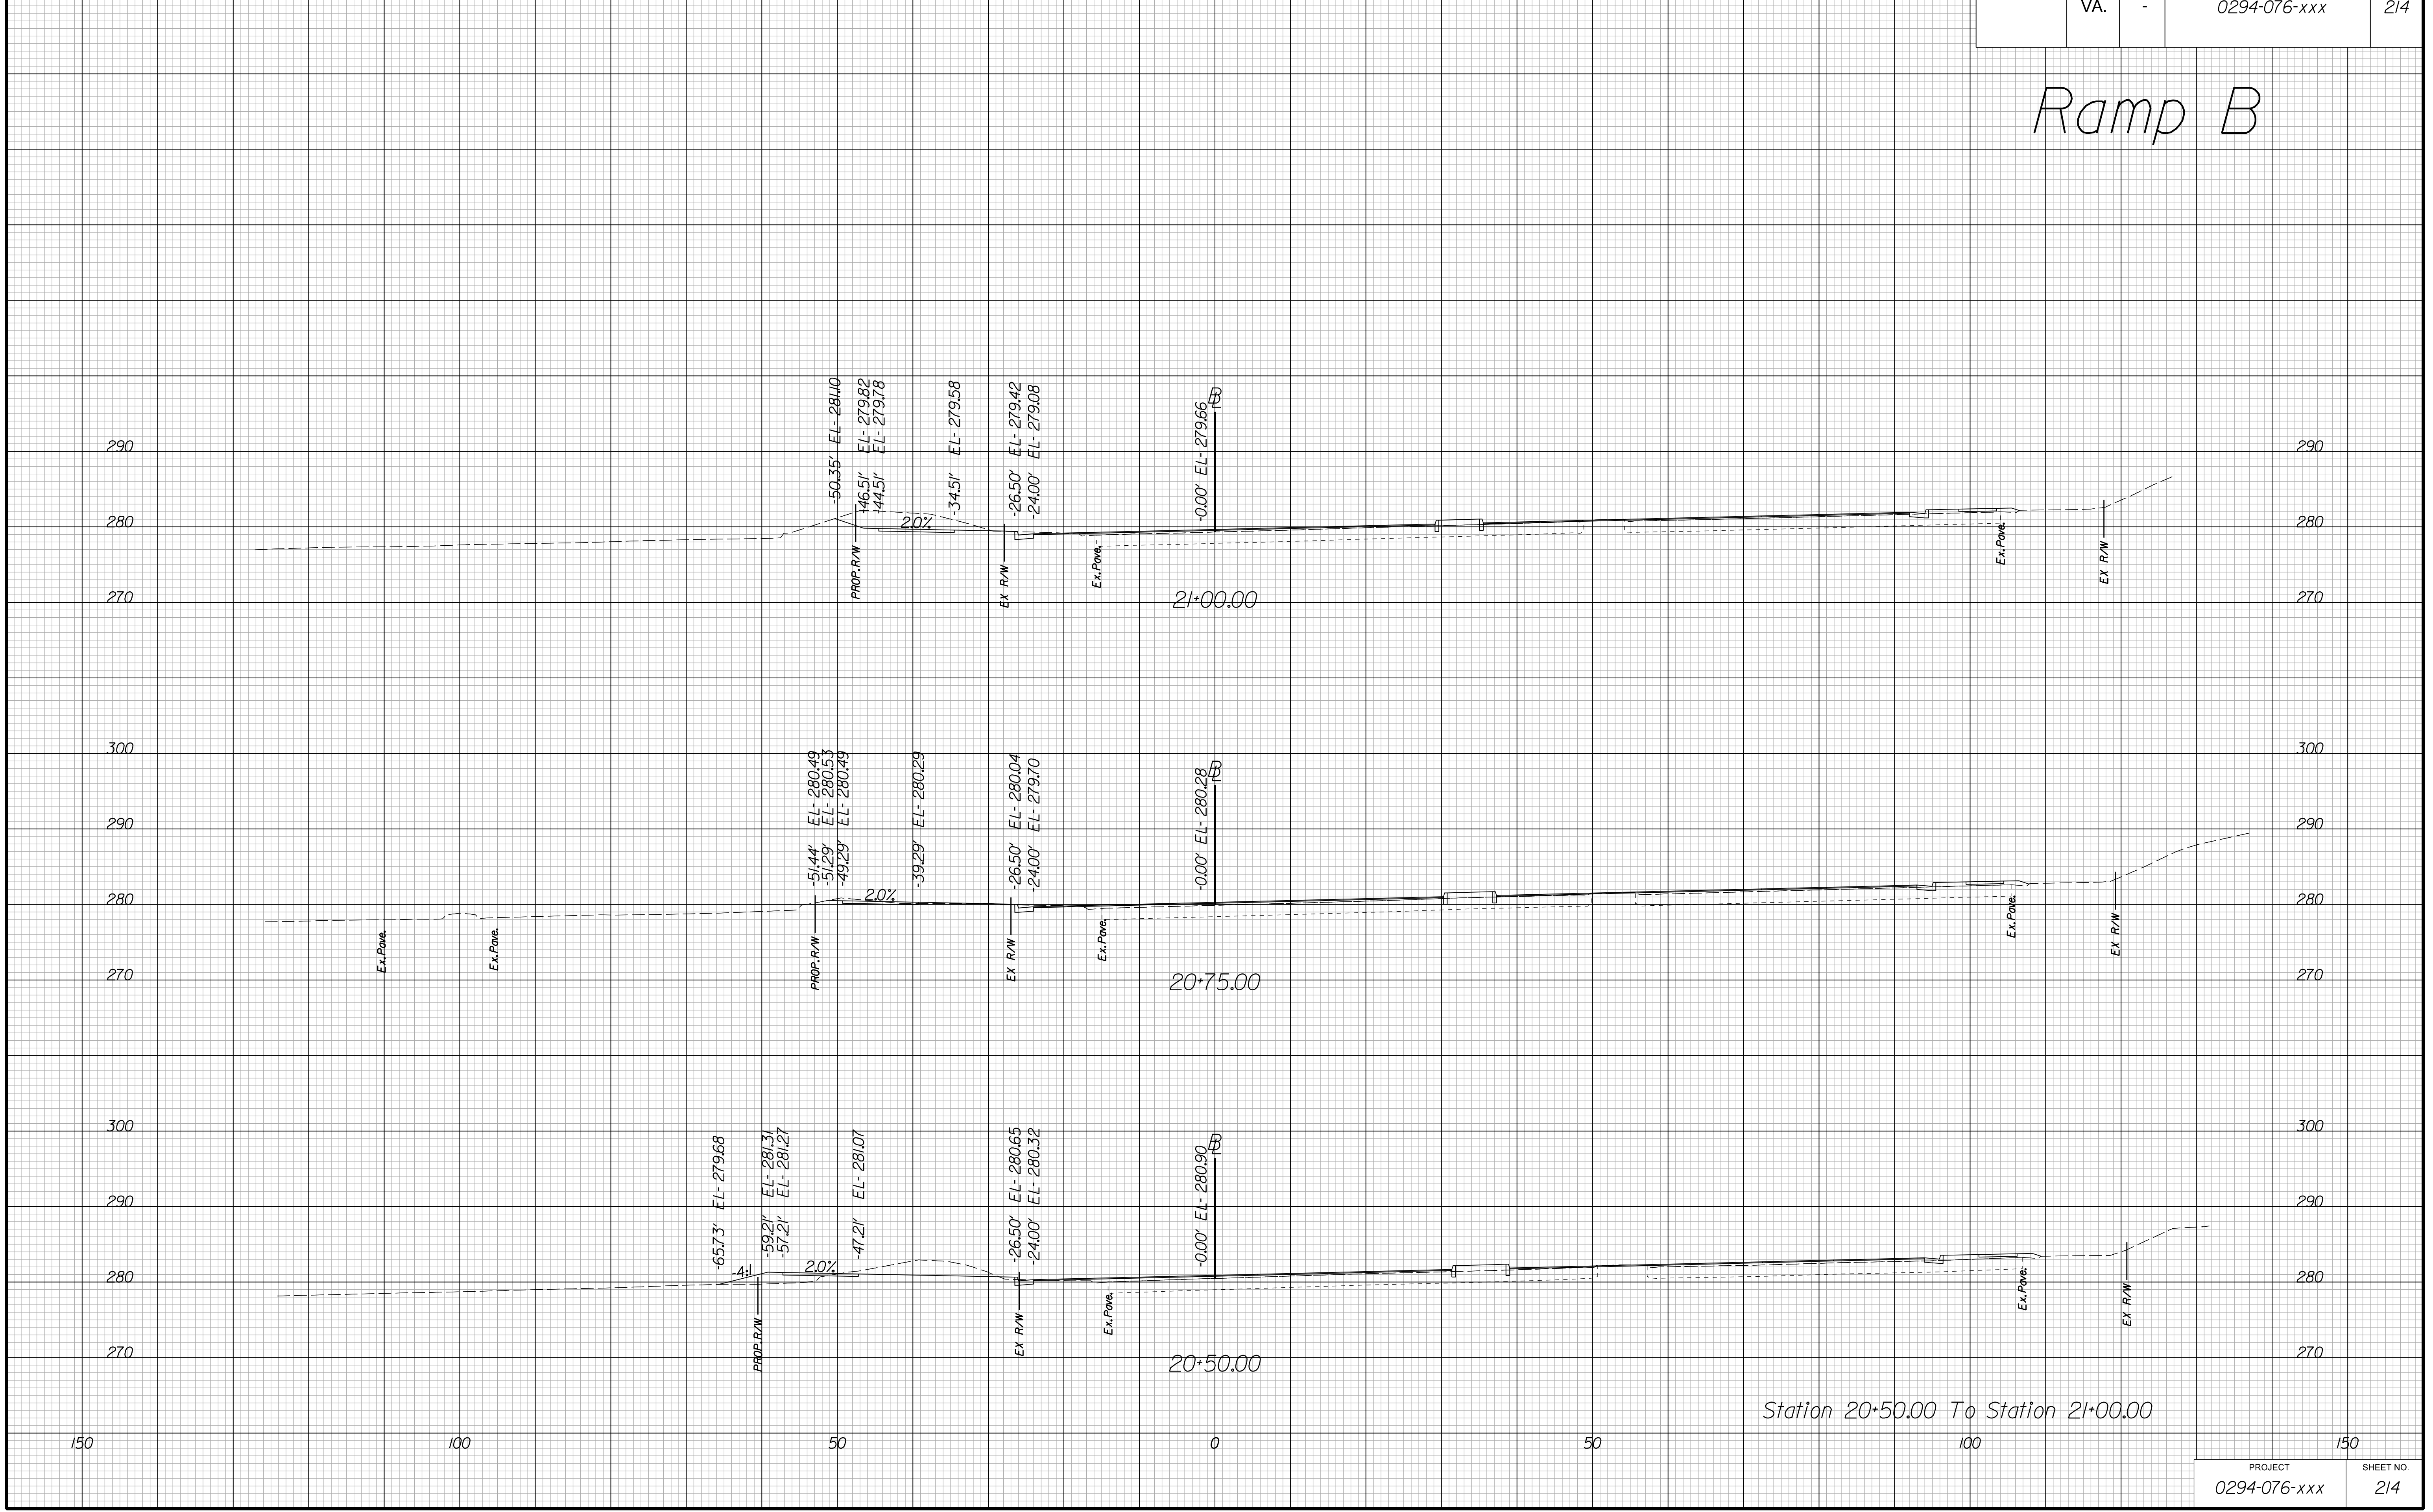 VA. - 0294-076-xxx 214
Ramp B
-50.35' EL- 281.10
-46.51' EL- 279.82
-44.51' EL- 279.78
-34.51' EL- 279.58
-26.50' EL- 279.42
-24.00' EL- 279.08
-0.00' EL- 279.66
B
290 290
280 2.0% 280
PROP.R/W
EX R/W
Ex.Pave.
Ex.Pave.
EX R/W
270 21+00.00 270
300 300
-51.44' EL- 280.49
-51.29' EL- 280.53
-49.29' EL- 280.49
-39.29' EL- 280.29
-26.50' EL- 280.04
-24.00' EL- 279.70
-0.00' EL- 280.28
B
290 290
280 2.0% 280
Ex.Pave.
Ex.Pave.
PROP.R/W
EX R/W
Ex.Pave.
Ex.Pave.
EX R/W
270 20+75.00 270
300 300
-65.73' EL- 279.68
-59.21' EL- 281.31
-57.21' EL- 281.27
-47.21' EL- 281.07
-26.50' EL- 280.65
-24.00' EL- 280.32
-0.00' EL- 280.90
B
290 290
280 -4:1 2.0% 280
PROP.R/W
EX R/W
Ex.Pave.
Ex.Pave.
EX R/W
270 20+50.00 270
Station 20+50.00 To Station 21+00.00
150 100 50 0 50 100 150
PROJECT SHEET NO.
0294-076-xxx 214